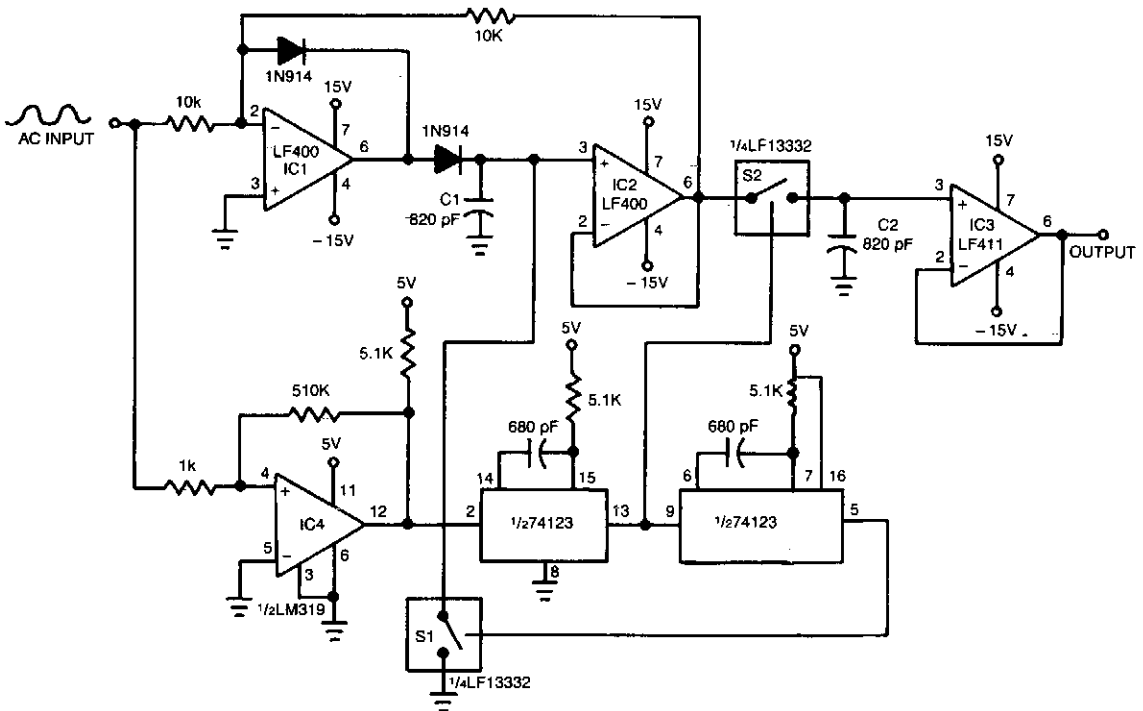 10K
1N914
15V
10k
AC INPUT
2
7
LF400
IC1
6
3
4
−15V
1N914
C1
820 pF
15V
3
7
IC2
LF400
6
2
4
−15V
1/4LF13332
S2
C2
820 pF
15V
3
7
IC3
LF411
6
2
4
−15V
OUTPUT
5V
5.1K
510K
5V
1k
4
11
IC4
12
5
6
3
1/2LM319
5V
5.1K
680 pF
14
15
2
1/274123
13
8
5V
5.1K
680 pF
6
7
16
9
1/274123
5
S1
1/4LF13332